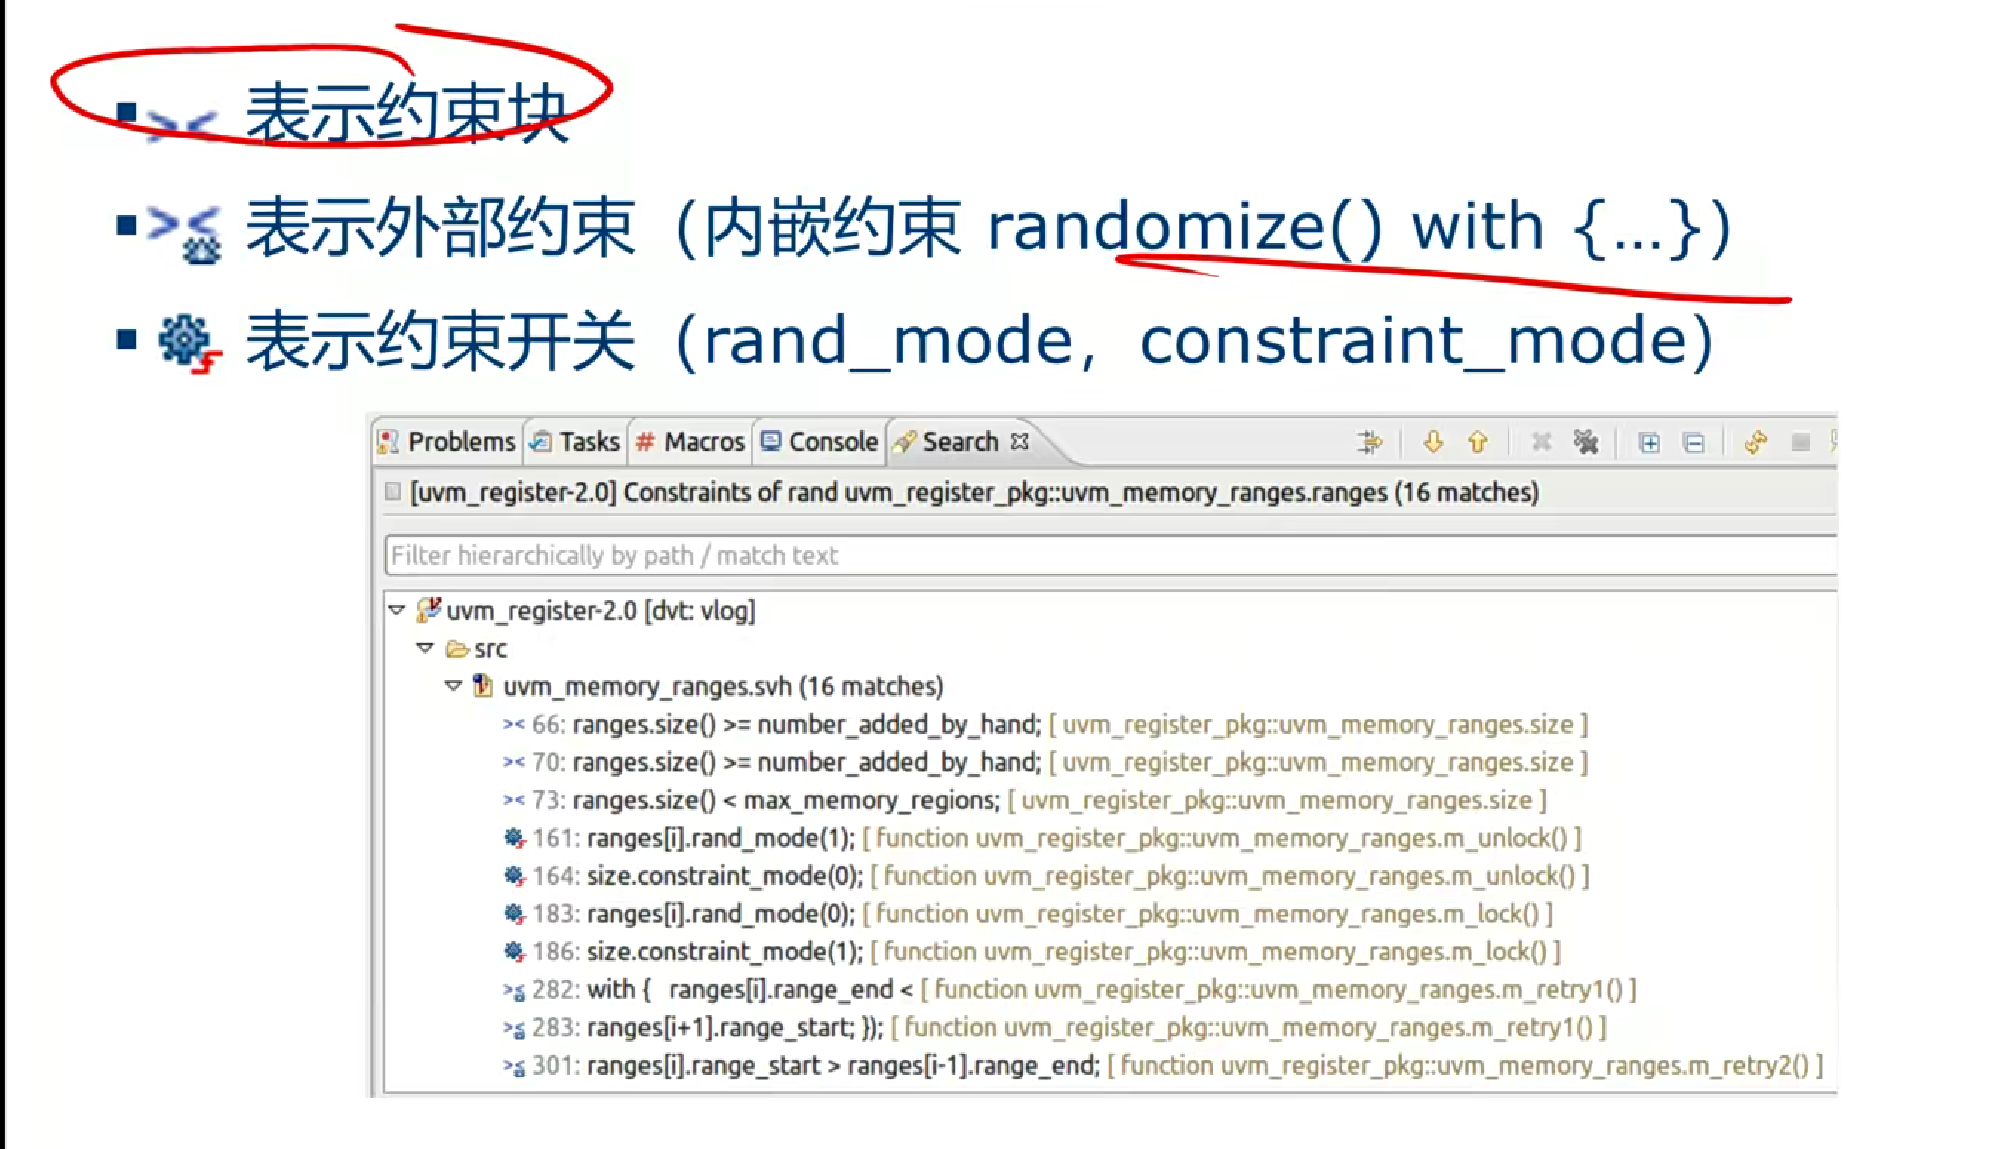 表示约束块
表示外部约束（内嵌约束 randomize() with {...}）
表示约束开关（rand_mode，constraint_mode）
Problems Tasks # Macros Console Search
[uvm_register-2.0] Constraints of rand uvm_register_pkg::uvm_memory_ranges.ranges (16 matches)
Filter hierarchically by path / match text
uvm_register-2.0 [dvt: vlog]
src
uvm_memory_ranges.svh (16 matches)
66: ranges.size() >= number_added_by_hand; [ uvm_register_pkg::uvm_memory_ranges.size ]
70: ranges.size() >= number_added_by_hand; [ uvm_register_pkg::uvm_memory_ranges.size ]
73: ranges.size() < max_memory_regions; [ uvm_register_pkg::uvm_memory_ranges.size ]
161: ranges[i].rand_mode(1); [ function uvm_register_pkg::uvm_memory_ranges.m_unlock() ]
164: size.constraint_mode(0); [ function uvm_register_pkg::uvm_memory_ranges.m_unlock() ]
183: ranges[i].rand_mode(0); [ function uvm_register_pkg::uvm_memory_ranges.m_lock() ]
186: size.constraint_mode(1); [ function uvm_register_pkg::uvm_memory_ranges.m_lock() ]
282: with { ranges[i].range_end < [ function uvm_register_pkg::uvm_memory_ranges.m_retry1() ]
283: ranges[i+1].range_start; }); [ function uvm_register_pkg::uvm_memory_ranges.m_retry1() ]
301: ranges[i].range_start > ranges[i-1].range_end; [ function uvm_register_pkg::uvm_memory_ranges.m_retry2() ]